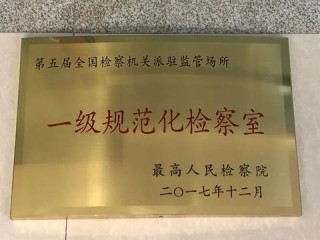 第五届全国检察机关派驻监管场所
一级规范化检察室
最高人民检察院
二〇一七年十二月